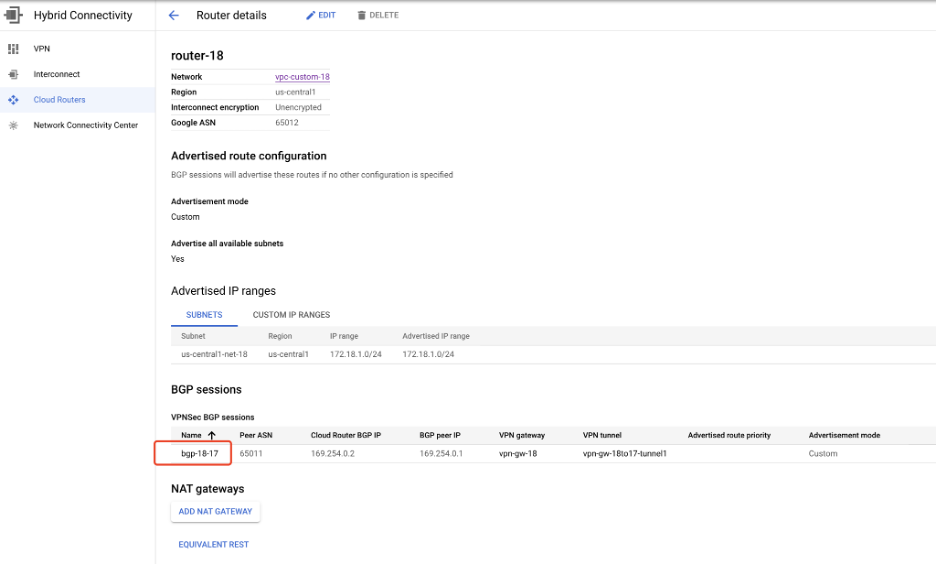 Hybrid Connectivity
Router details
EDIT
DELETE
VPN
Interconnect
Cloud Routers
Network Connectivity Center
router-18
Network vpc-custom-18
Region us-central1
Interconnect encryption Unencrypted
Google ASN 65012
Advertised route configuration
BGP sessions will advertise these routes if no other configuration is specified
Advertisement mode
Custom
Advertise all available subnets
Yes
Advertised IP ranges
SUBNETS CUSTOM IP RANGES
Subnet Region IP range Advertised IP range
us-central1-net-18 us-central1 172.18.1.0/24 172.18.1.0/24
BGP sessions
VPNSec BGP sessions
Name Peer ASN Cloud Router BGP IP BGP peer IP VPN gateway VPN tunnel Advertised route priority Advertisement mode
bgp-18-17 65011 169.254.0.2 169.254.0.1 vpn-gw-18 vpn-gw-18to17-tunnel1 Custom
NAT gateways
ADD NAT GATEWAY
EQUIVALENT REST